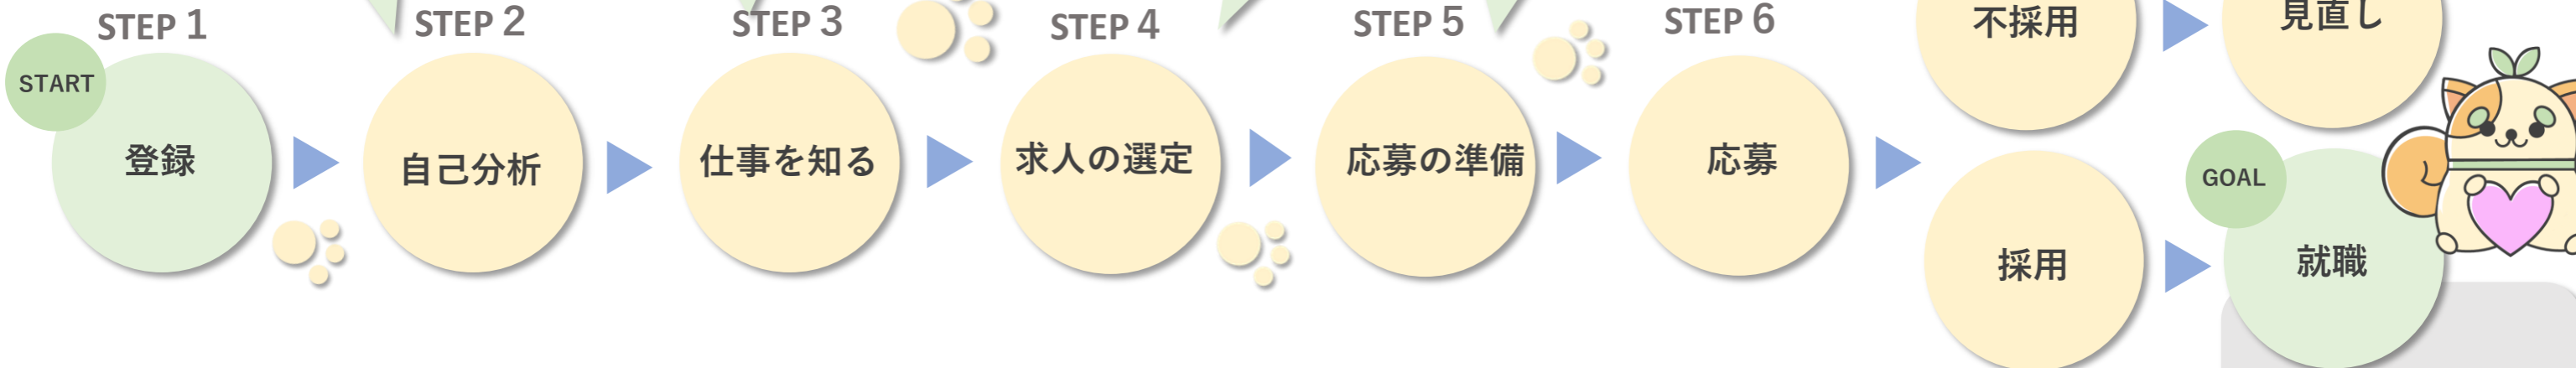 STEP 1
START
登録
STEP 2
自己分析
STEP 3
仕事を知る
STEP 4
求人の選定
STEP 5
応募の準備
STEP 6
応募
不採用
見直し
採用
GOAL
就職